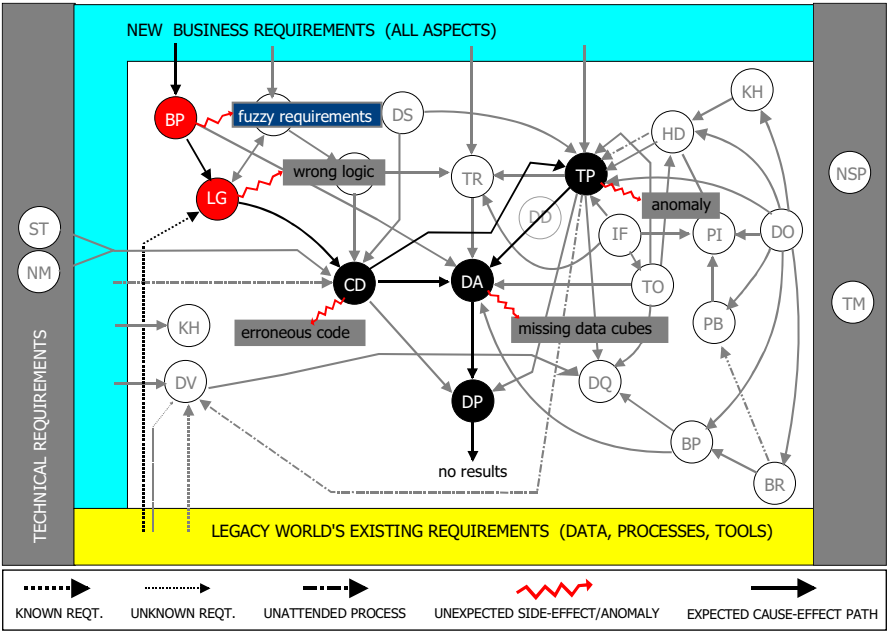 NEW BUSINESS REQUIREMENTS (ALL ASPECTS)
KH
BP
fuzzy requirements
DS
HD
wrong logic
TR
TP
NSP
LG
anomaly
ST
DD
IF
PI
DO
NM
CD
DA
TO
TM
KH
erroneous code
missing data cubes
PB
DV
DQ
DP
BP
no results
BR
TECHNICAL REQUIREMENTS
LEGACY WORLD'S EXISTING REQUIREMENTS (DATA, PROCESSES, TOOLS)
KNOWN REQT.
UNKNOWN REQT.
UNATTENDED PROCESS
UNEXPECTED SIDE-EFFECT/ANOMALY
EXPECTED CAUSE-EFFECT PATH